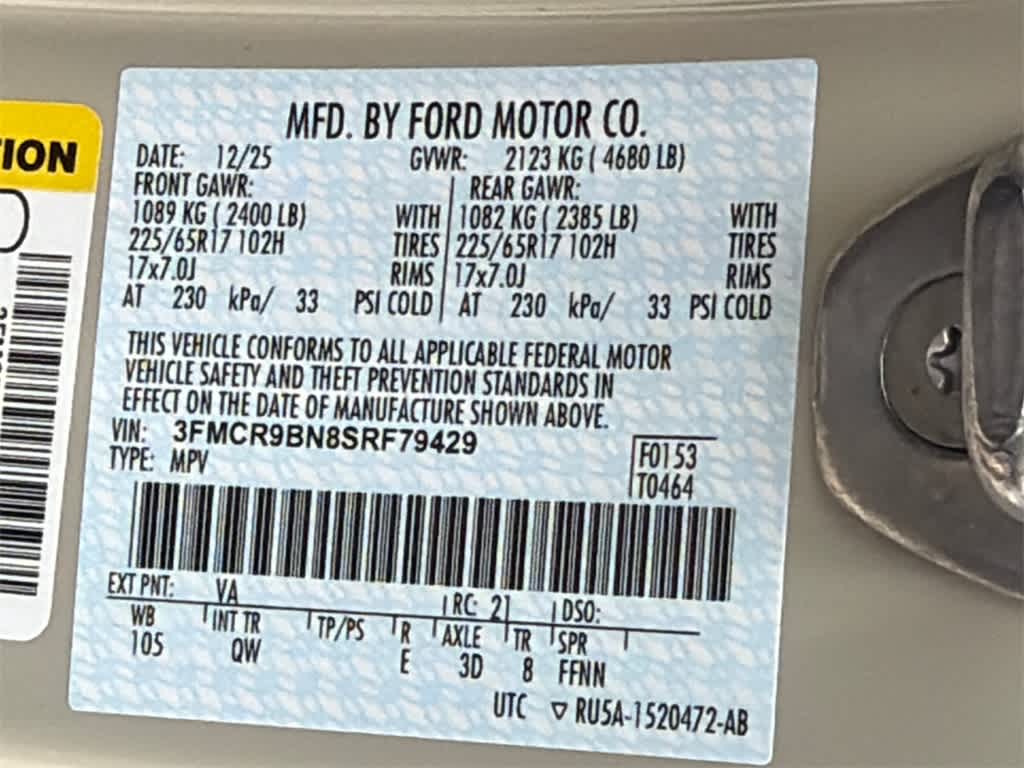 TION
MFD. BY FORD MOTOR CO.
DATE: 12/25 GVWR: 2123 KG ( 4680 LB)
FRONT GAWR: REAR GAWR:
1089 KG ( 2400 LB) WITH 1082 KG ( 2385 LB) WITH
225/65R17 102H TIRES 225/65R17 102H TIRES
17x7.0J RIMS 17x7.0J RIMS
AT 230 kPa/ 33 PSI COLD AT 230 kPa/ 33 PSI COLD
THIS VEHICLE CONFORMS TO ALL APPLICABLE FEDERAL MOTOR
VEHICLE SAFETY AND THEFT PREVENTION STANDARDS IN
EFFECT ON THE DATE OF MANUFACTURE SHOWN ABOVE.
VIN: 3FMCR9BN8SRF79429
TYPE: MPV
F0153
T0464
EXT PNT: VA RC: 21 DSO:
WB INT TR TP/PS R AXLE TR SPR
105 QW E 3D 8 FFNN
UTC ▽ RU5A-1520472-AB